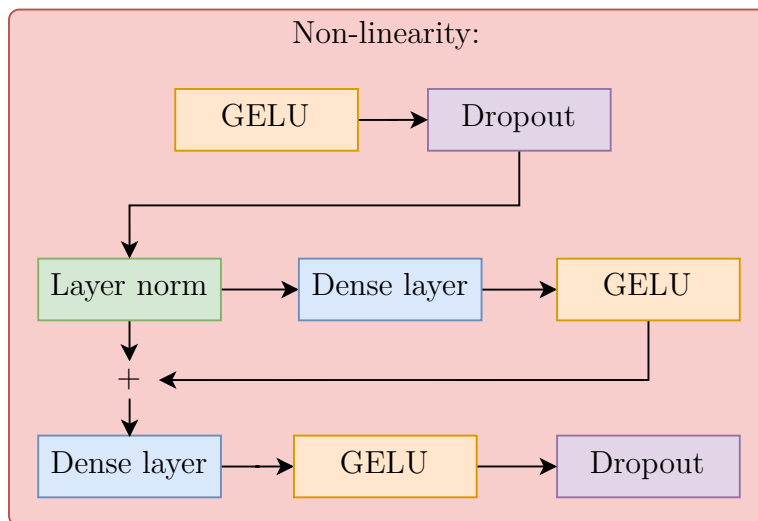 Non-linearity:
GELU
Dropout
Layer norm
Dense layer
GELU
+
Dense layer
GELU
Dropout